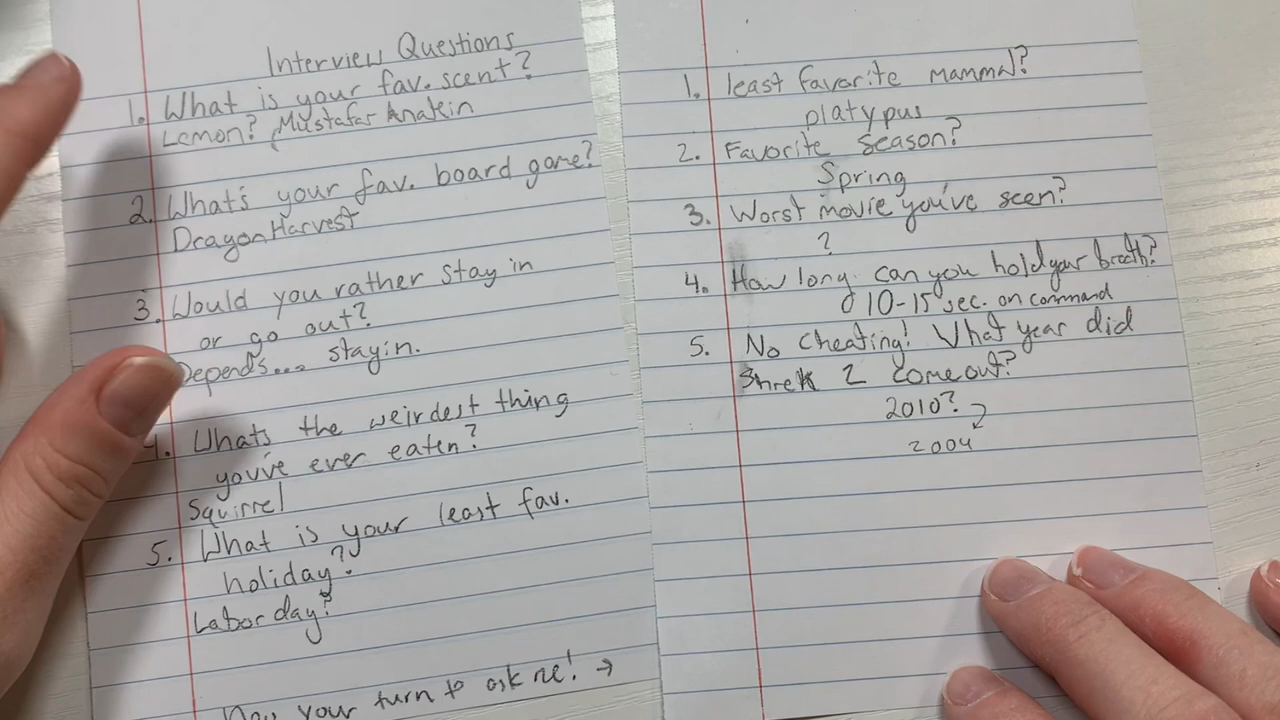 Interview Questions
1. What is your fav. scent?
Lemon? Mustafar Anakin
2. What's your fav. board game?
Dragon Harvest
3. Would you rather stay in
or go out?
Depends... stay in.
4. What's the weirdest thing
you've ever eaten?
Squirrel
5. What is your least fav.
holiday?
Labor day?
your turn to ask me! →
1. least favorite mammal?
platypus
2. Favorite season?
Spring
3. Worst movie you've seen?
?
4. How long can you hold your breath?
10-15 sec. on command
5. No cheating! What year did
Shrek 2 come out?
2010?
2004